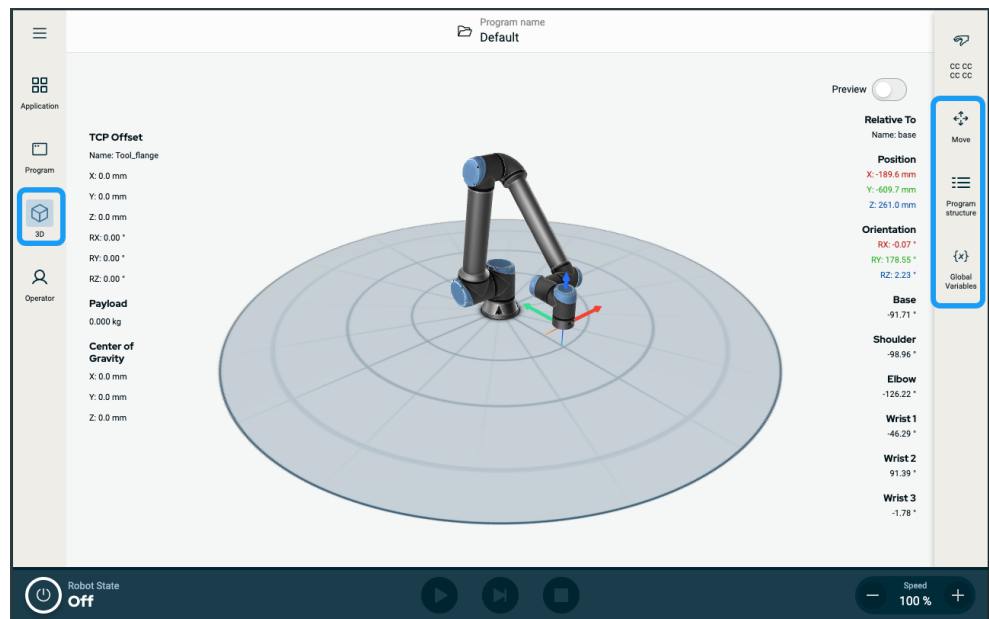 Program name
Default
Application
Program
3D
Operator
TCP Offset
Name: Tool_flange
X: 0.0 mm
Y: 0.0 mm
Z: 0.0 mm
RX: 0.00 °
RY: 0.00 °
RZ: 0.00 °
Payload
0.000 kg
Center of
Gravity
X: 0.0 mm
Y: 0.0 mm
Z: 0.0 mm
Preview
Relative To
Name: base
Position
X: -189.6 mm
Y: -609.7 mm
Z: 261.0 mm
Orientation
RX: -0.07 °
RY: 178.55 °
RZ: 2.23 °
Base
-91.71 °
Shoulder
-98.96 °
Elbow
-126.22 °
Wrist 1
-46.29 °
Wrist 2
91.39 °
Wrist 3
-1.78 °
CC CC
CC CC
Move
Program
structure
{x}
Global
Variables
Robot State
Off
Speed
100 %